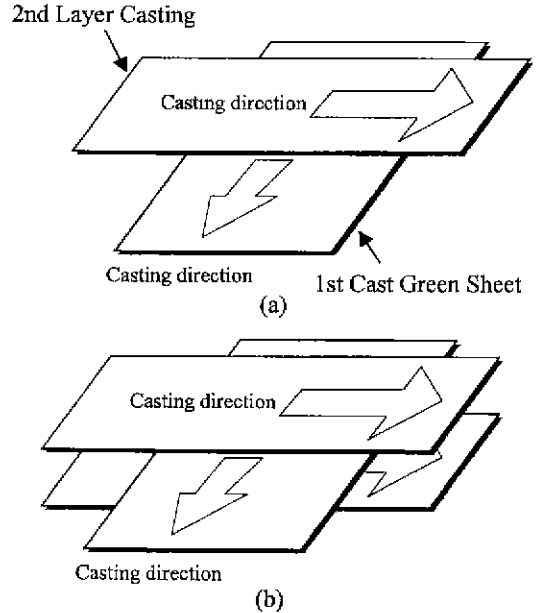 2nd Layer Casting
Casting direction
Casting direction
1st Cast Green Sheet
(a)
Casting direction
Casting direction
(b)